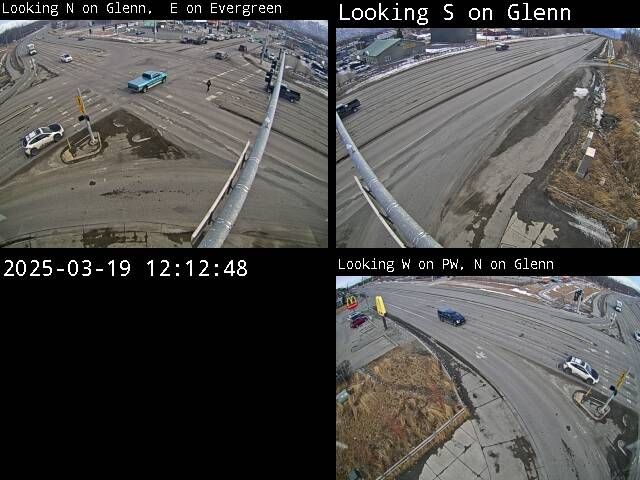 Looking N on Glenn,  E on Evergreen
Looking S on Glenn
2025-03-19 12:12:48
Looking W on PW, N on Glenn